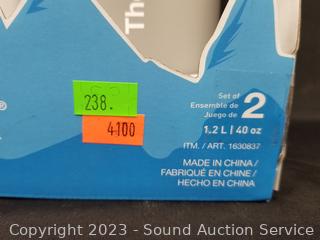 Th
238.
4100
®
Set of
Ensemble de
Juego de
2
1,2 L | 40 oz
ITM. / ART. 1630837
MADE IN CHINA /
FABRIQUÉ EN CHINE /
HECHO EN CHINA
Copyright 2023 - Sound Auction Service